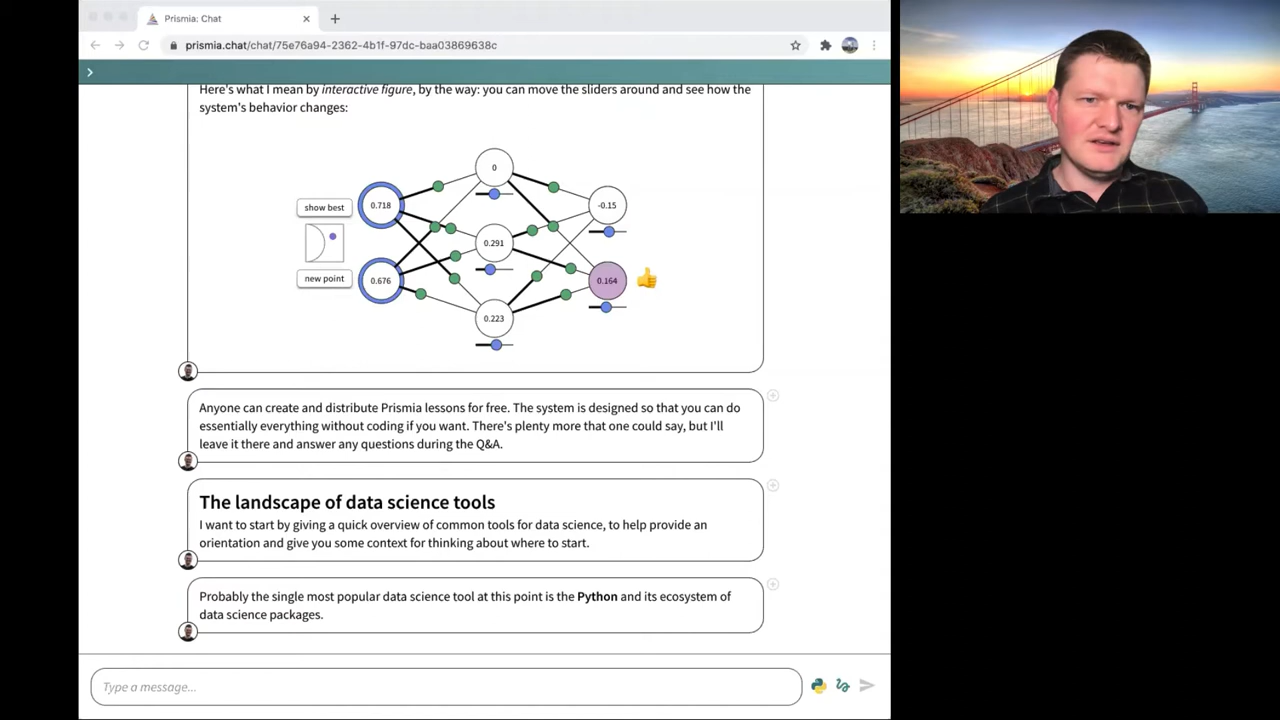 Prismia: Chat
prismia.chat/chat/75e76a94-2362-4b1f-97dc-baa03869638c
Here's what I mean by interactive figure, by the way: you can move the sliders around and see how the
system's behavior changes:
0
0.718
-0.15
show best
0.291
new point
0.676
0.164
0.223
Anyone can create and distribute Prismia lessons for free. The system is designed so that you can do
essentially everything without coding if you want. There's plenty more that one could say, but I'll
leave it there and answer any questions during the Q&A.
The landscape of data science tools
I want to start by giving a quick overview of common tools for data science, to help provide an
orientation and give you some context for thinking about where to start.
Probably the single most popular data science tool at this point is the Python and its ecosystem of
data science packages.
Type a message...